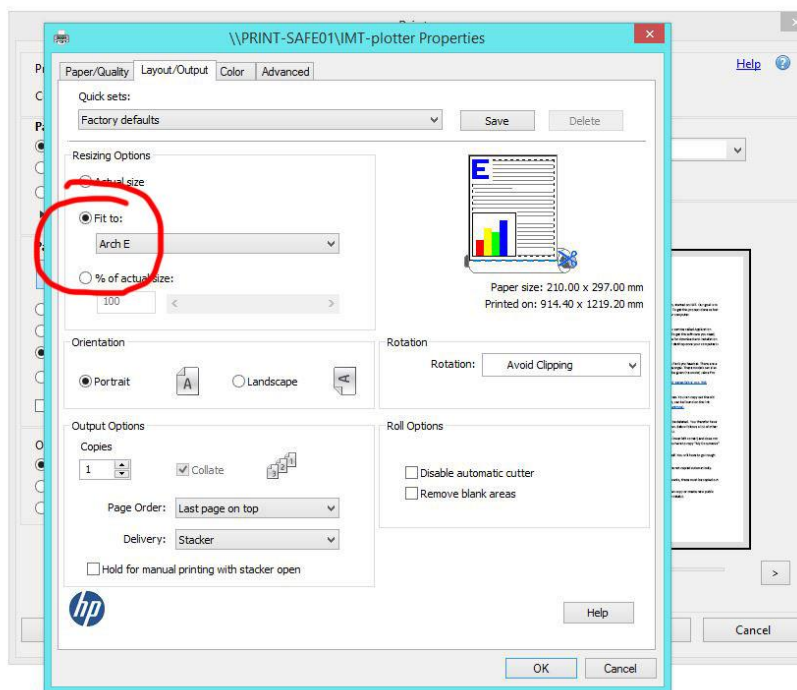 \\PRINT-SAFE01\IMT-plotter Properties
Help
Paper/Quality Layout/Output Color Advanced
Quick sets:
Factory defaults Save Delete
Resizing Options
Actual size
Fit to:
Arch E
% of actual size:
100
Paper size: 210.00 x 297.00 mm
Printed on: 914.40 x 1219.20 mm
Orientation
Portrait A Landscape A
Rotation
Rotation: Avoid Clipping
Output Options
Copies
1 Collate
Page Order: Last page on top
Delivery: Stacker
Hold for manual printing with stacker open
Roll Options
Disable automatic cutter
Remove blank areas
hp
Help
OK Cancel
Cancel